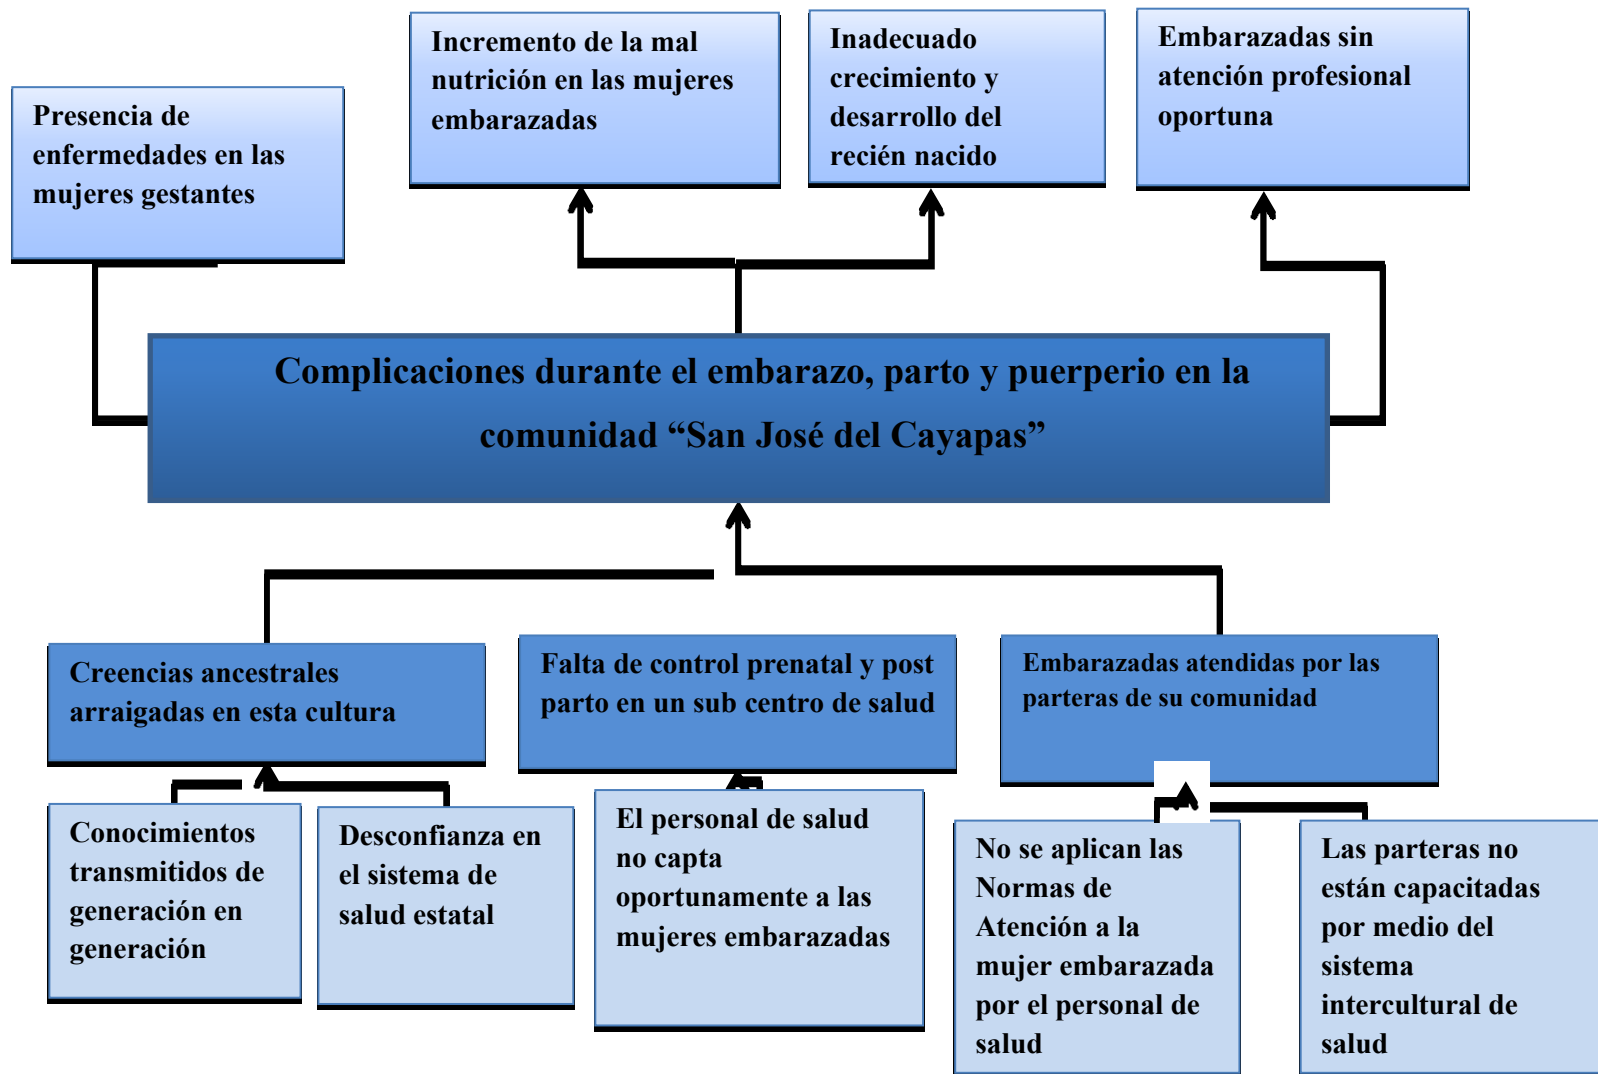 Presencia de
enfermedades en las
mujeres gestantes
Incremento de la mal
nutrición en las mujeres
embarazadas
Inadecuado
crecimiento y
desarrollo del
recién nacido
Embarazadas sin
atención profesional
oportuna
Complicaciones durante el embarazo, parto y puerperio en la
comunidad “San José del Cayapas”
Creencias ancestrales
arraigadas en esta cultura
Falta de control prenatal y post
parto en un sub centro de salud
Embarazadas atendidas por las
parteras de su comunidad
Conocimientos
transmitidos de
generación en
generación
Desconfianza en
el sistema de
salud estatal
El personal de salud
no capta
oportunamente a las
mujeres embarazadas
No se aplican las
Normas de
Atención a la
mujer embarazada
por el personal de
salud
Las parteras no
están capacitadas
por medio del
sistema
intercultural de
salud